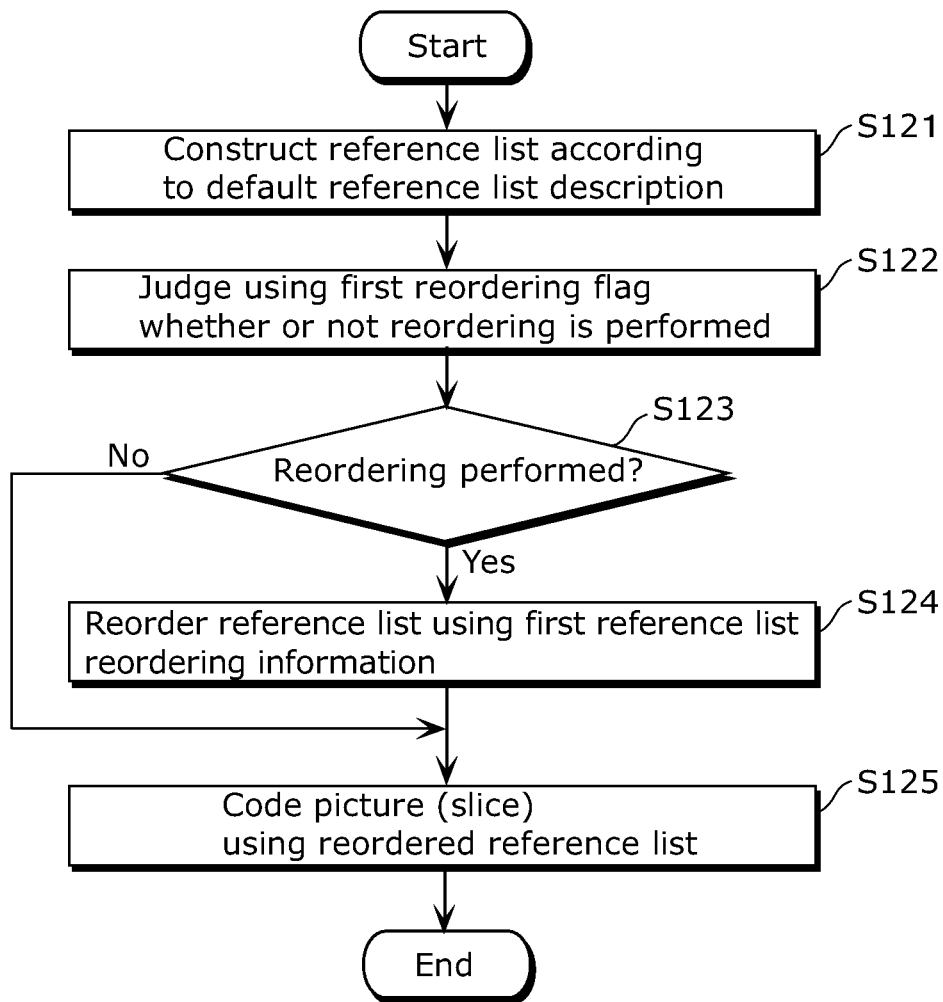 Start
S121
Construct reference list according
to default reference list description
S122
Judge using first reordering flag
whether or not reordering is performed
S123
No
Reordering performed?
Yes
S124
Reorder reference list using first reference list
reordering information
S125
Code picture (slice)
using reordered reference list
End